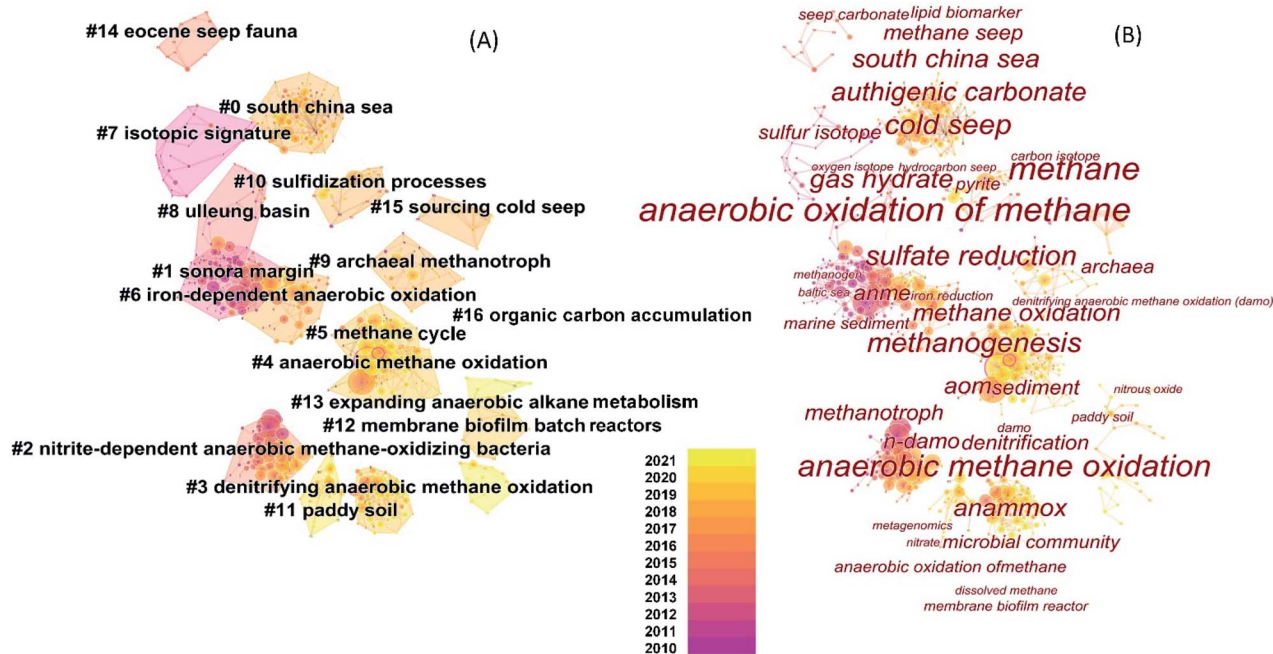 #14 eocene seep fauna
(A)
#0 south china sea
#7 isotopic signature
#10 sulfidization processes
#8 ulleung basin
#15 sourcing cold seep
#9 archaeal methanotroph
#1 sonora margin
#6 iron-dependent anaerobic oxidation
#16 organic carbon accumulation
#5 methane cycle
#4 anaerobic methane oxidation
#13 expanding anaerobic alkane metabolism
#12 membrane biofilm batch reactors
#2 nitrite-dependent anaerobic methane-oxidizing bacteria
#3 denitrifying anaerobic methane oxidation
#11 paddy soil
2021
2020
2019
2018
2017
2016
2015
2014
2013
2012
2011
2010
seep carbonate lipid biomarker
methane seep
(B)
south china sea
authigenic carbonate
sulfur isotope cold seep
carbon isotope
oxygen isotope hydrocarbon seep
gas hydrate pyrite methane
anaerobic oxidation of methane
sulfate reduction
archaea
methanogen
baltic sea anme iron reduction
denitrifying anaerobic methane oxidation (damo)
marine sediment methane oxidation
methanogenesis
aom sediment
nitrous oxide
methanotroph
paddy soil
damo
n-damo denitrification
anaerobic methane oxidation
anammox
metagenomics
nitrate microbial community
anaerobic oxidation ofmethane
dissolved methane
membrane biofilm reactor